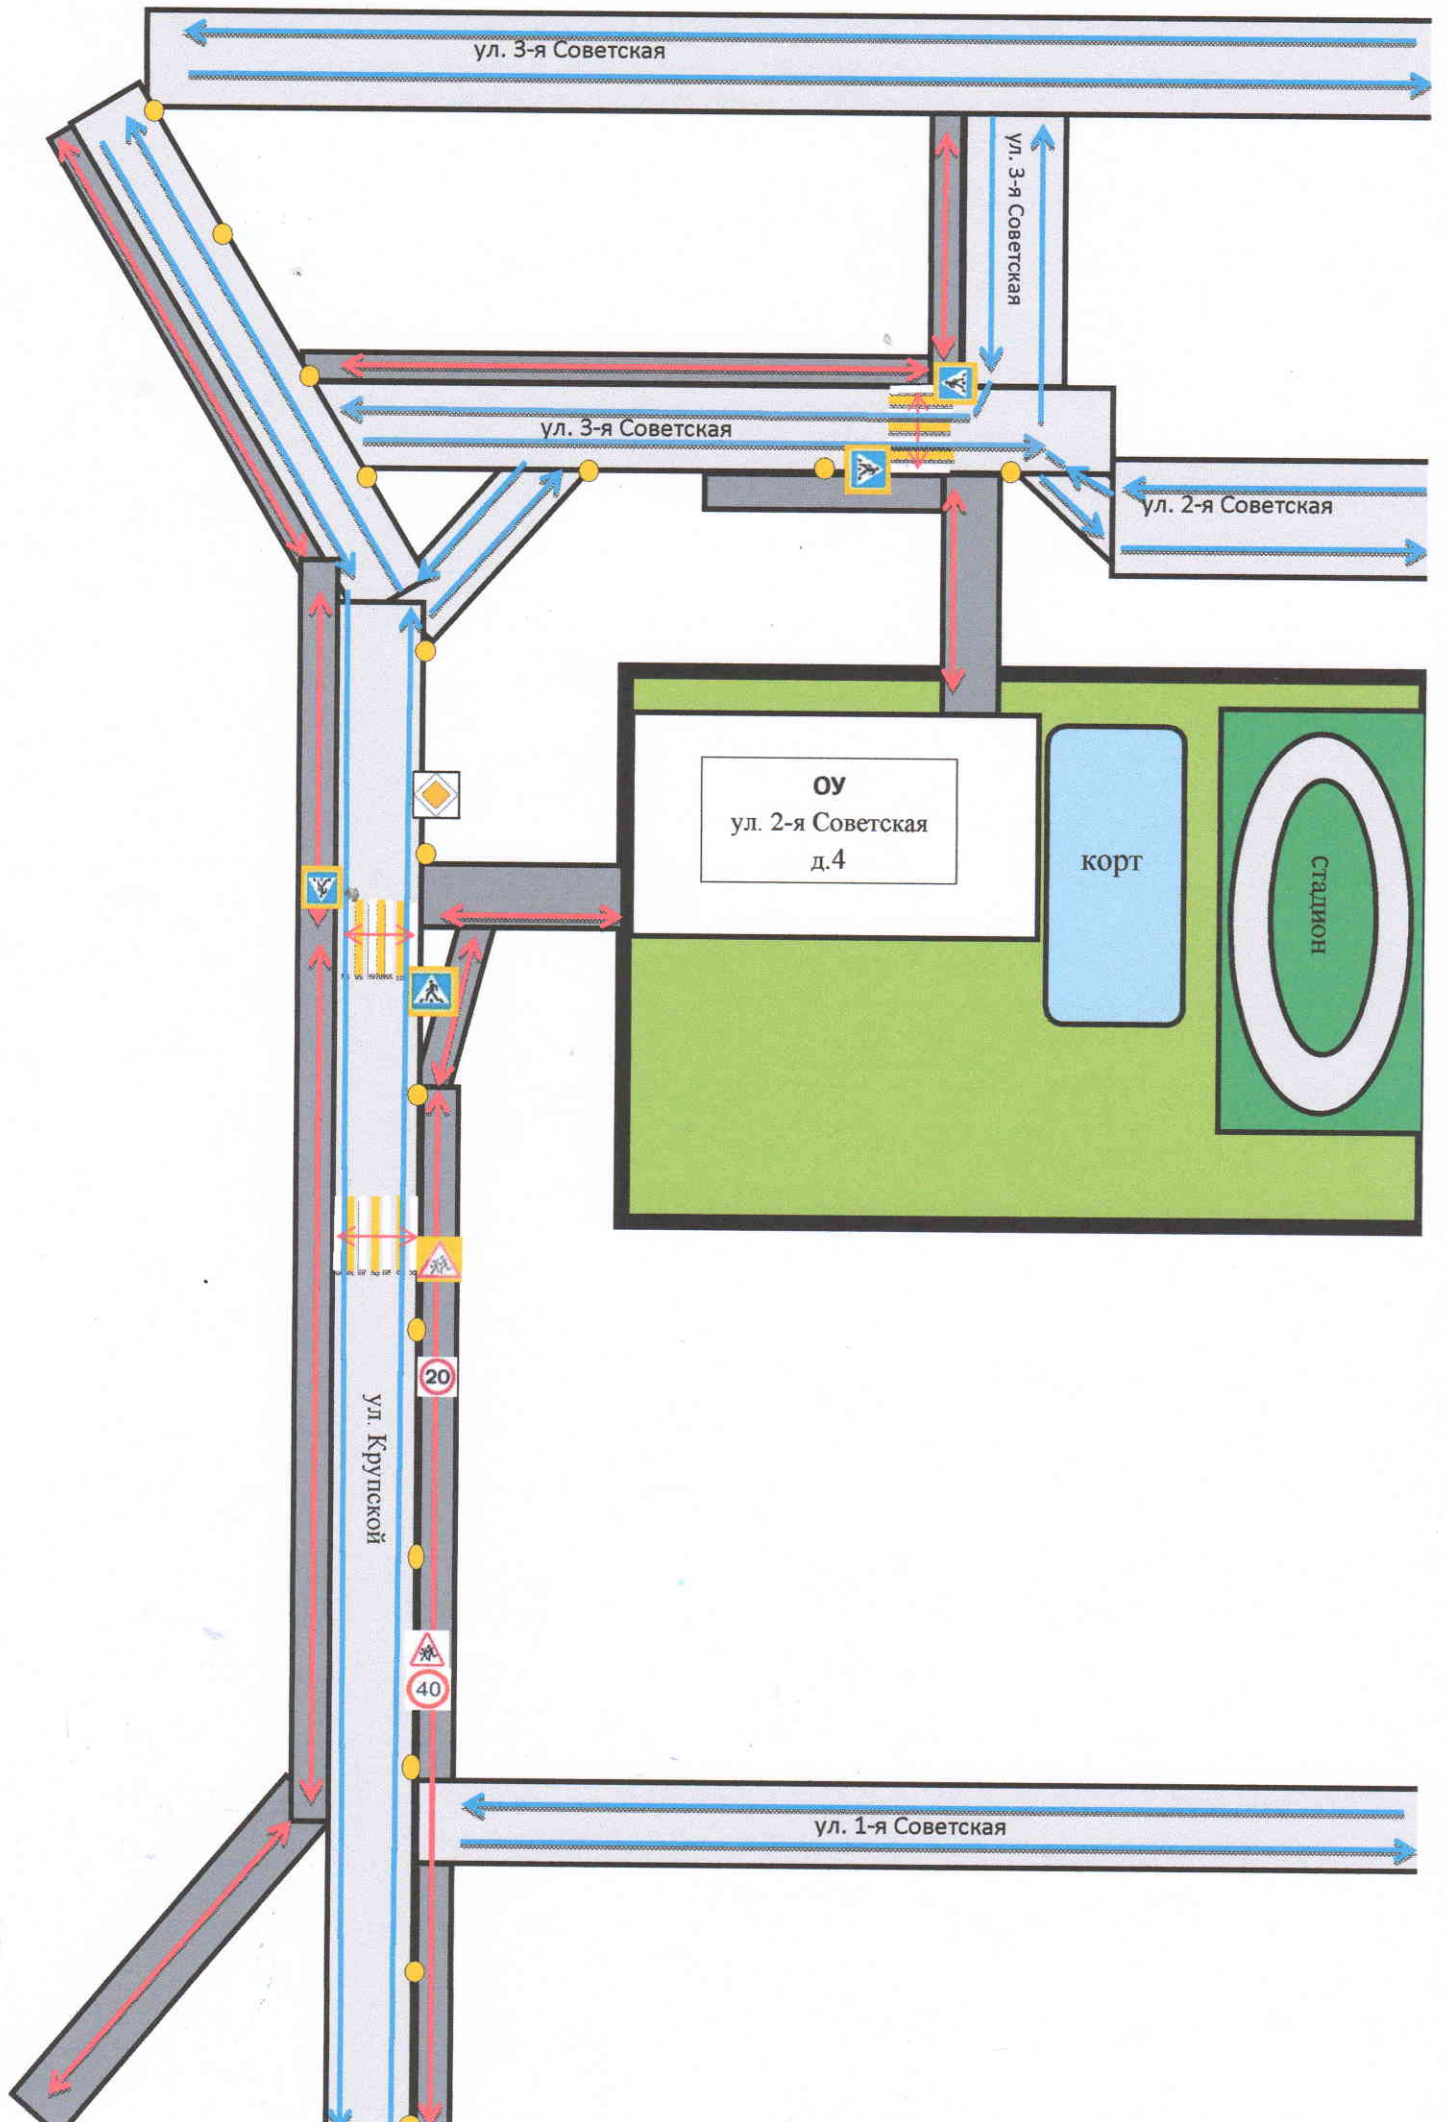 ул. 3-я Советская
ул. 3-я Советская
ул. 3-я Советская
ул. 2-я Советская
ОУ
ул. 2-я Советская
д.4
корт
стадион
20
ул. Крупской
40
ул. 1-я Советская